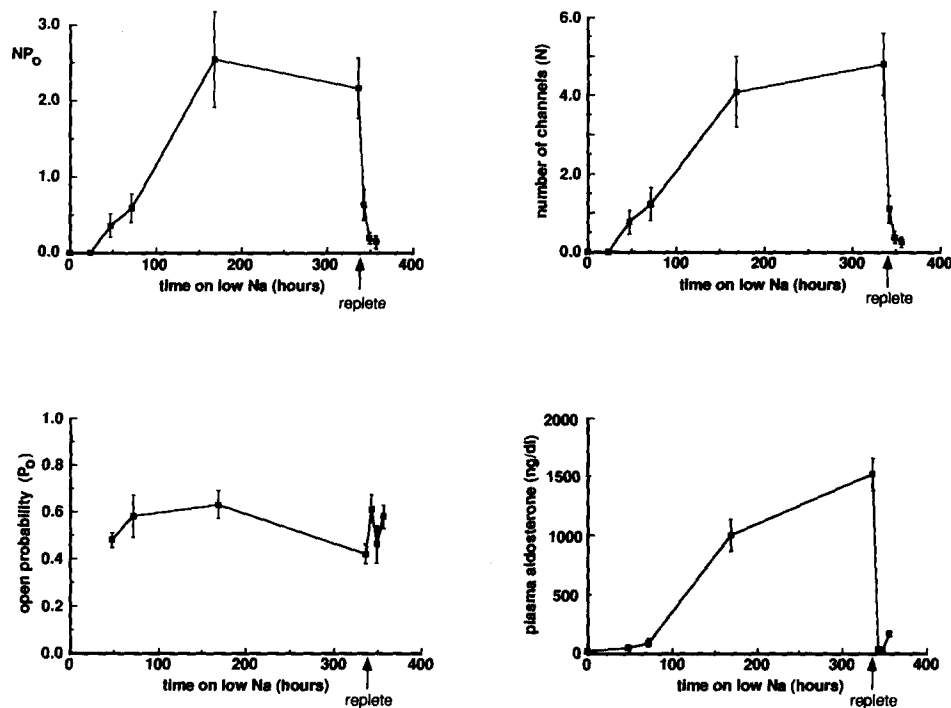 3.0
NPo
2.0
1.0
0.0
0 100 200 300 400
time on low Na (hours)
replete
6.0
number of channels (N)
4.0
2.0
0.0
0 100 200 300 400
time on low Na (hours)
replete
1.0
open probability (Po)
0.8
0.6
0.4
0.2
0.0
0.0 100 200 300 400
time on low Na (hours)
replete
2000
plasma aldosterone (ng/dl)
1500
1000
500
0
0 100 200 300 400
time on low Na (hours)
replete